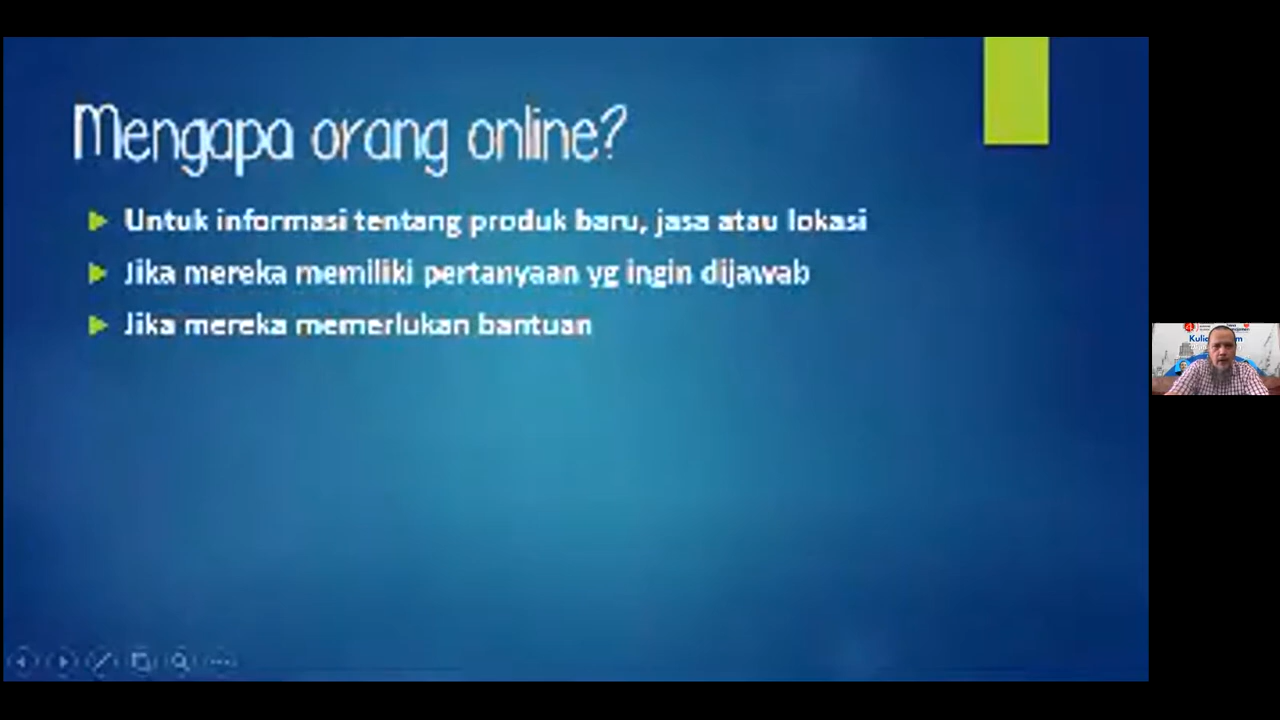 Mengapa orang online?
Untuk informasi tentang produk baru, jasa atau lokasi
Jika mereka memiliki pertanyaan yg ingin dijawab
Jika mereka memerlukan bantuan